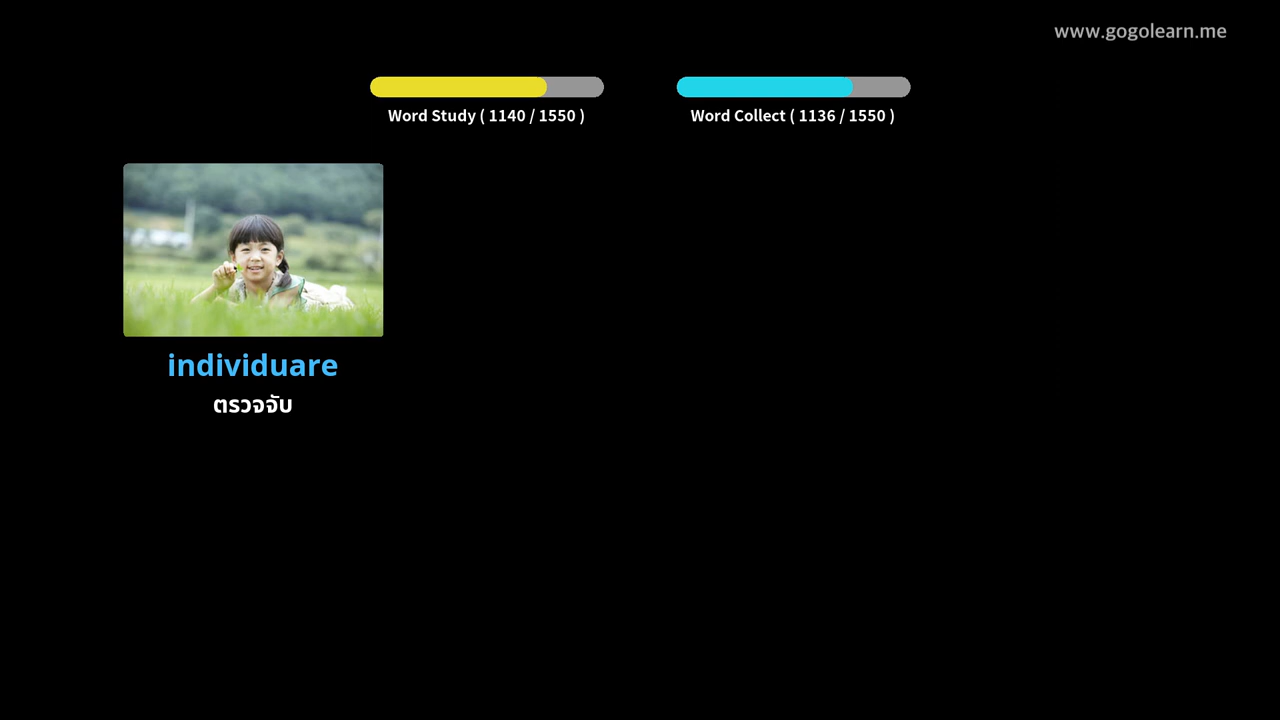 www.gogolearn.me
Word Study ( 1140 / 1550 )
Word Collect ( 1136 / 1550 )
individuare
ตรวจจับ